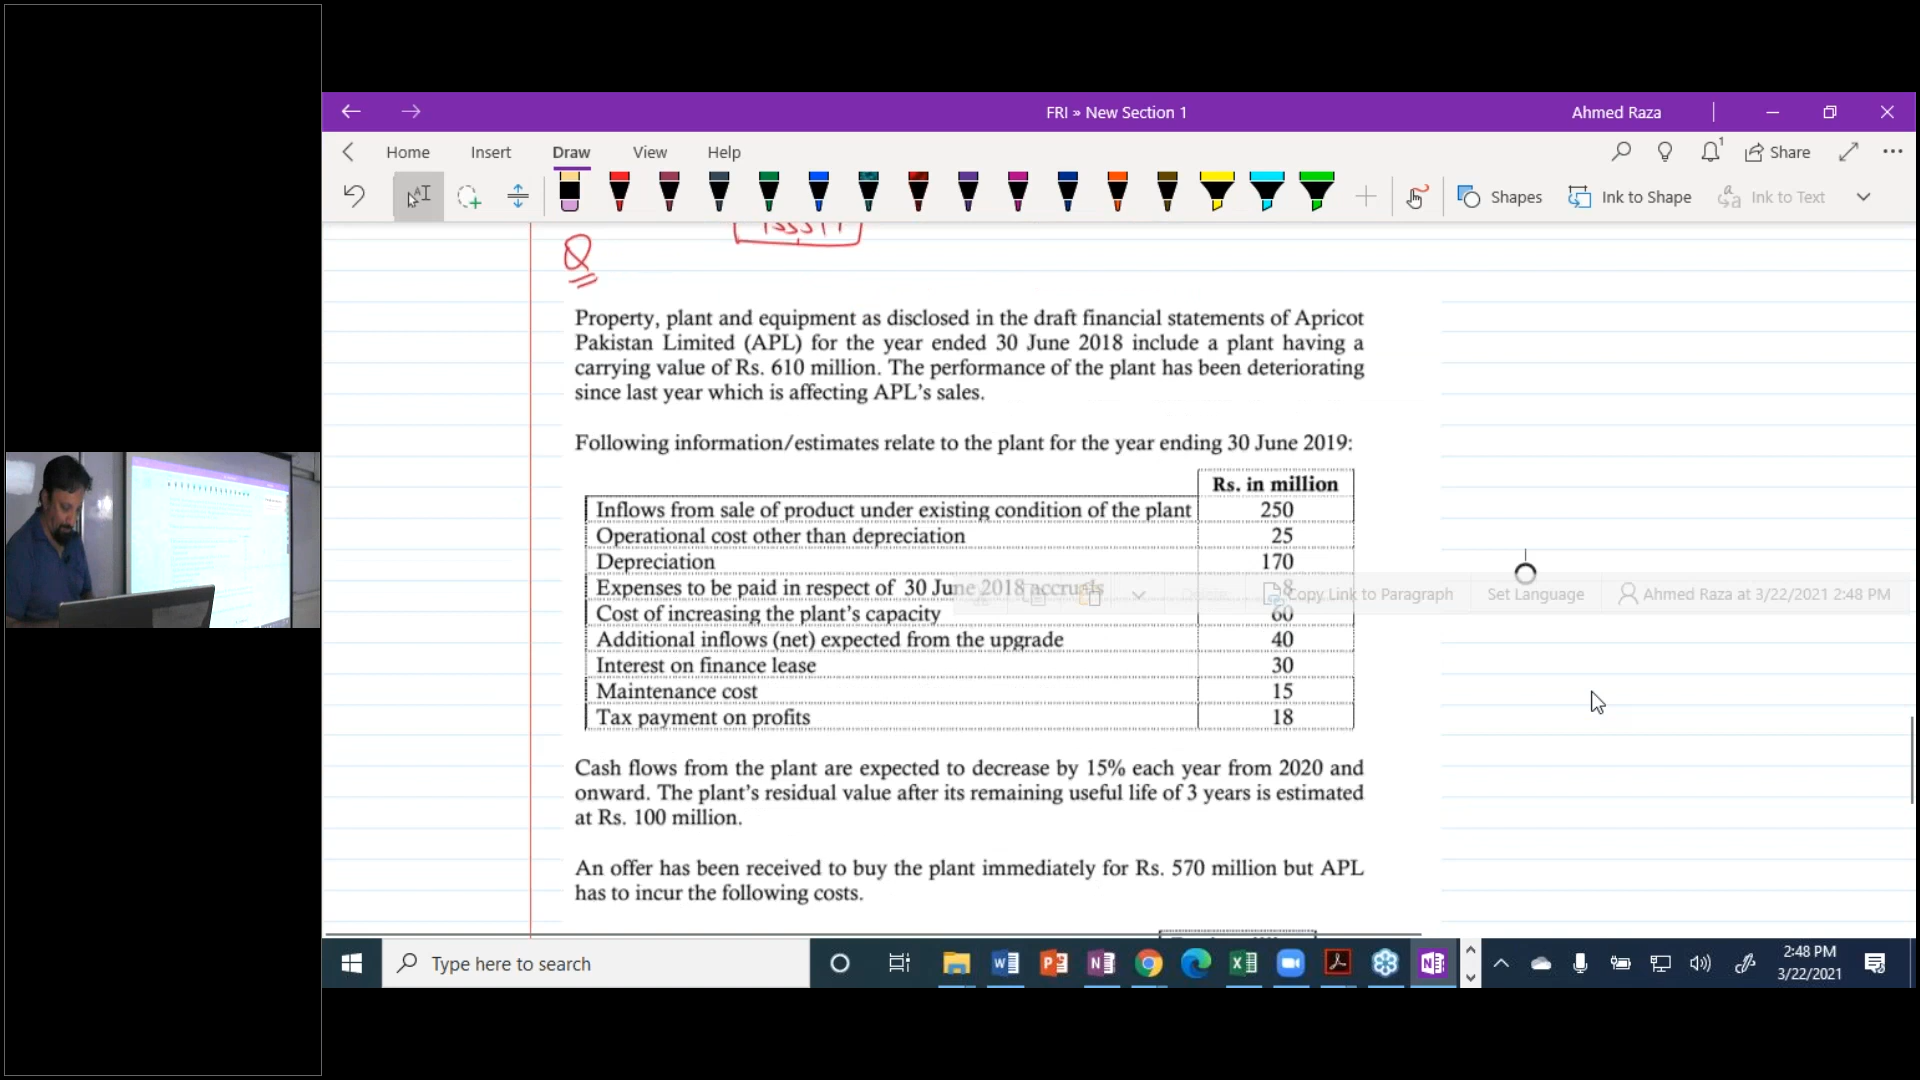 FRI » New Section 1
Ahmed Raza
Home
Insert
Draw
View
Help
1
Share
Shapes
Ink to Shape
Ink to Text
Q
Property, plant and equipment as disclosed in the draft financial statements of Apricot
Pakistan Limited (APL) for the year ended 30 June 2018 include a plant having a
carrying value of Rs. 610 million. The performance of the plant has been deteriorating
since last year which is affecting APL's sales.
Following information/estimates relate to the plant for the year ending 30 June 2019:
Rs. in million
Inflows from sale of product under existing condition of the plant 250
Operational cost other than depreciation 25
Depreciation 170
Expenses to be paid in respect of 30 June 2018 accruals 8
Copy Link to Paragraph Set Language Ahmed Raza at 3/22/2021 2:48 PM
Cost of increasing the plant's capacity 60
Additional inflows (net) expected from the upgrade 40
Interest on finance lease 30
Maintenance cost 15
Tax payment on profits 18
Cash flows from the plant are expected to decrease by 15% each year from 2020 and
onward. The plant's residual value after its remaining useful life of 3 years is estimated
at Rs. 100 million.
An offer has been received to buy the plant immediately for Rs. 570 million but APL
has to incur the following costs.
Type here to search
2:48 PM
3/22/2021